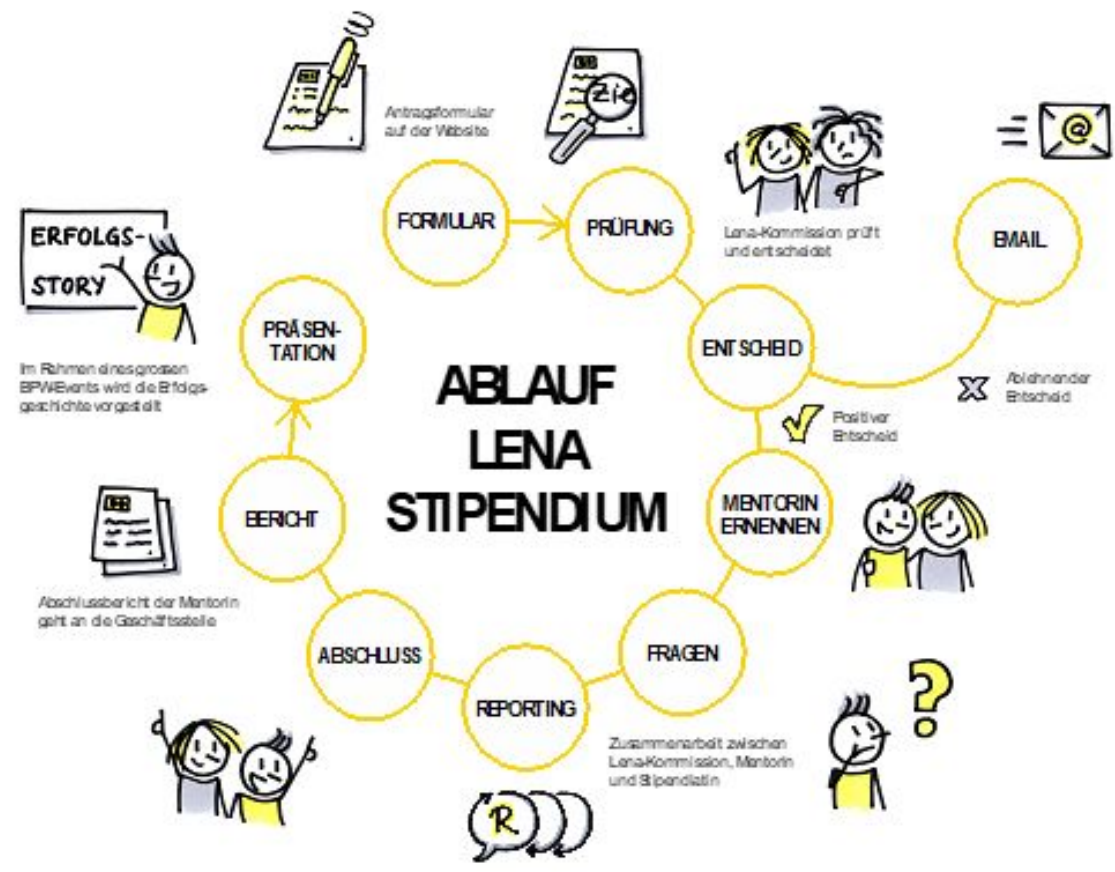 Antragsformular
auf der Website
FORMULAR
PRÜFUNG
Zie
Lena-Kommission prüft
und entscheidet
@
EMAIL
ERFOLGS-
STORY
Im Rahmen eines grossen
BPW-Events wird die Erfolgs-
geschichte vorgestellt
PRÄSEN-
TATION
ENTSCHEID
ABLAUF
LENA
STIPENDIUM
Ablehnender
Entscheid
Positiver
Entscheid
MENTORIN
ERNENNEN
BERICHT
Abschlussbericht der Mentorin
geht an die Geschäftsstelle
ABSCHLUSS
FRAGEN
REPORTING
?
Zusammenarbeit zwischen
Lena-Kommission, Mentorin
und Stipendiatin
R